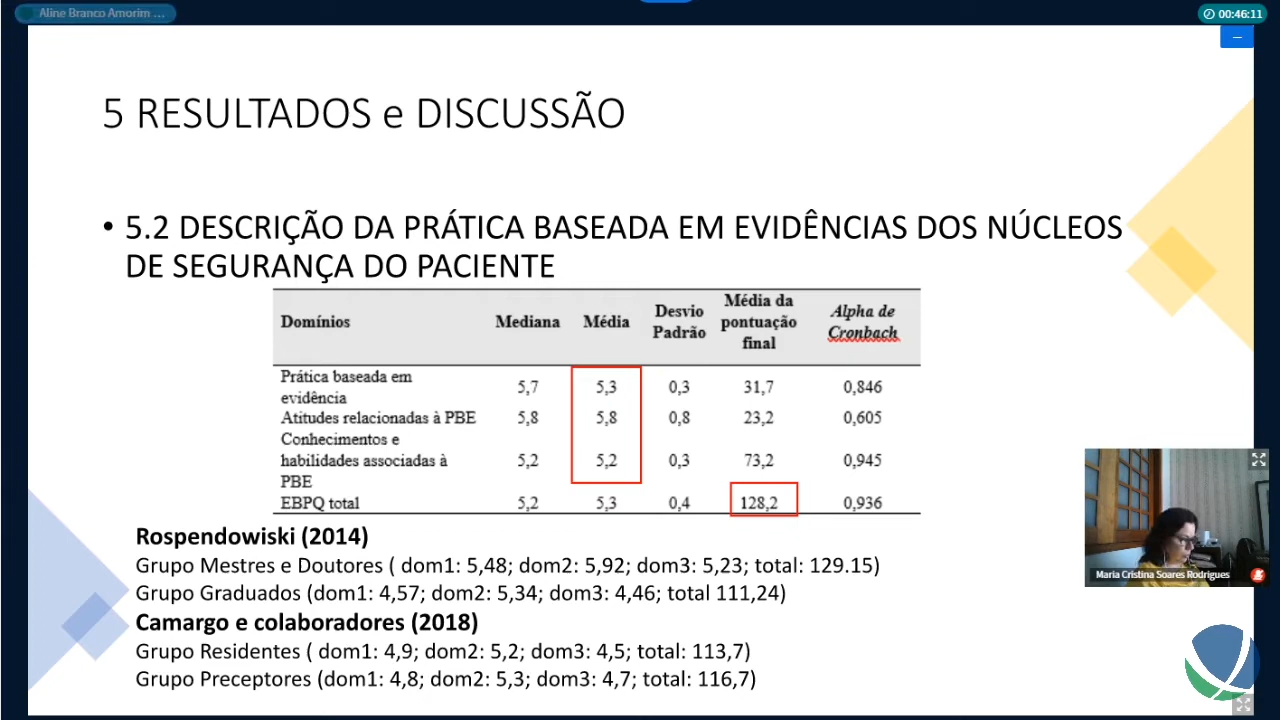 Aline Branco Amorim ...
00:46:11
5 RESULTADOS e DISCUSSÃO
• 5.2 DESCRIÇÃO DA PRÁTICA BASEADA EM EVIDÊNCIAS DOS NÚCLEOS
DE SEGURANÇA DO PACIENTE
Domínios Mediana Média Desvio Padrão Média da pontuação final Alpha de Cronbach
Prática baseada em
evidência 5,7 5,3 0,3 31,7 0,846
Atitudes relacionadas à PBE 5,8 5,8 0,8 23,2 0,605
Conhecimentos e
habilidades associadas à 5,2 5,2 0,3 73,2 0,945
PBE
EBPQ total 5,2 5,3 0,4 128,2 0,936
Rospendowiski (2014)
Grupo Mestres e Doutores ( dom1: 5,48; dom2: 5,92; dom3: 5,23; total: 129.15)
Grupo Graduados (dom1: 4,57; dom2: 5,34; dom3: 4,46; total 111,24)
Camargo e colaboradores (2018)
Grupo Residentes ( dom1: 4,9; dom2: 5,2; dom3: 4,5; total: 113,7)
Grupo Preceptores (dom1: 4,8; dom2: 5,3; dom3: 4,7; total: 116,7)
Maria Cristina Soares Rodrigues